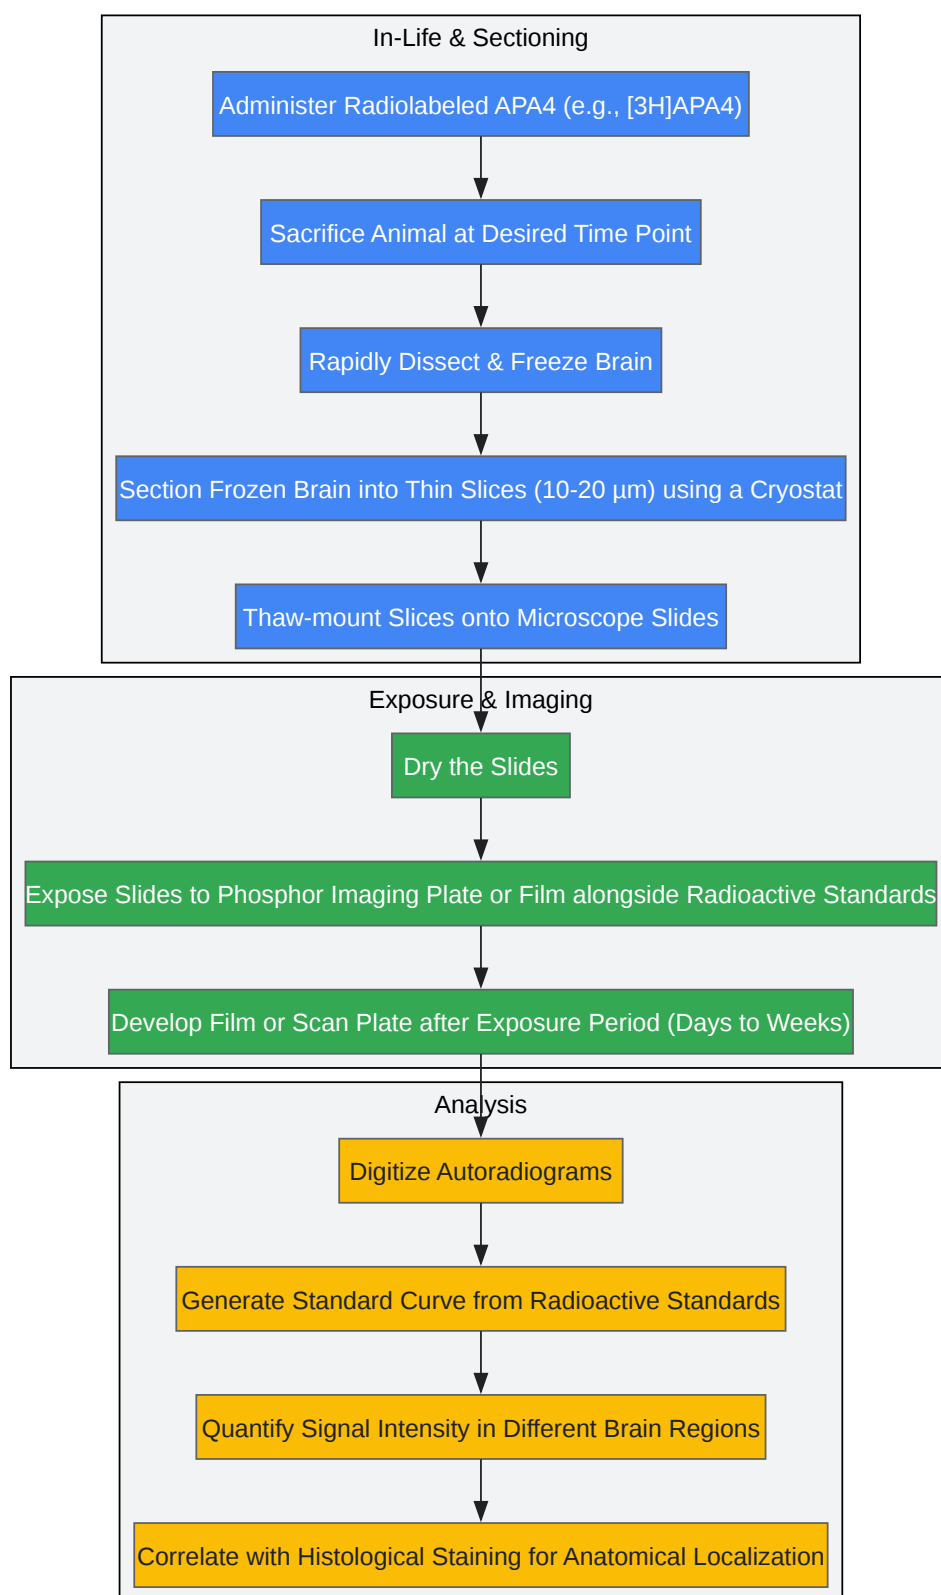 In-Life & Sectioning
Administer Radiolabeled APA4 (e.g., [3H]APA4)
Sacrifice Animal at Desired Time Point
Rapidly Dissect & Freeze Brain
Section Frozen Brain into Thin Slices (10-20 µm) using a Cryostat
Thaw-mount Slices onto Microscope Slides
Exposure & Imaging
Dry the Slides
Expose Slides to Phosphor Imaging Plate or Film alongside Radioactive Standards
Develop Film or Scan Plate after Exposure Period (Days to Weeks)
Analysis
Digitize Autoradiograms
Generate Standard Curve from Radioactive Standards
Quantify Signal Intensity in Different Brain Regions
Correlate with Histological Staining for Anatomical Localization